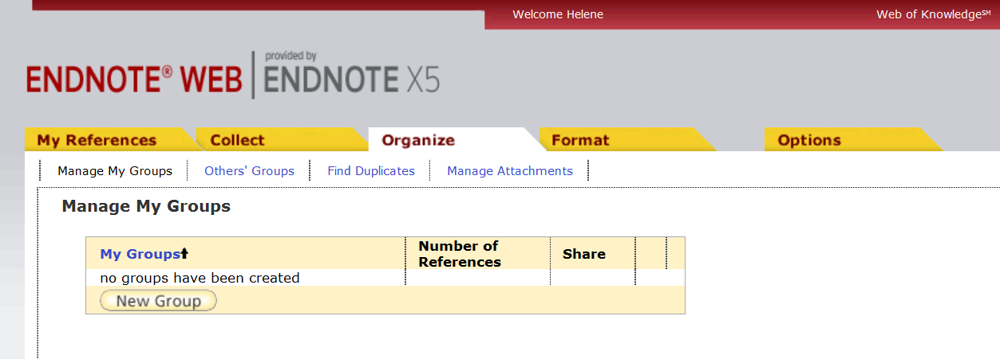 Welcome Helene Web of Knowledge℠
ENDNOTE® WEB provided by ENDNOTE X5
My References Collect Organize Format Options
Manage My Groups Others' Groups Find Duplicates Manage Attachments
Manage My Groups
My Groups Number of References Share
no groups have been created
New Group